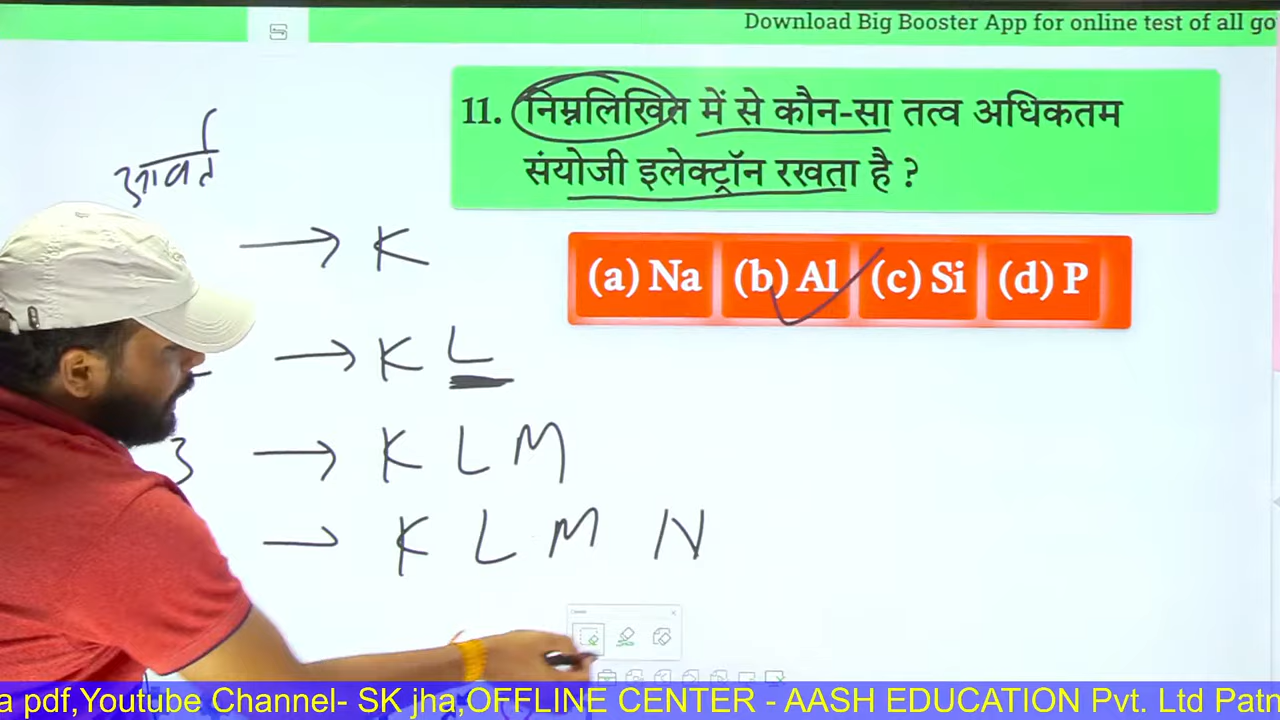 Download Big Booster App for online test of all go
11. निम्नलिखित में से कौन-सा तत्व अधिकतम
संयोजी इलेक्ट्रॉन रखता है ?
(a) Na (b) Al (c) Si (d) P
आवर्त
→ K
→ K L
3 → K L M
→ K L M N
a pdf,Youtube Channel- SK jha,OFFLINE CENTER - AASH EDUCATION Pvt. Ltd Patn